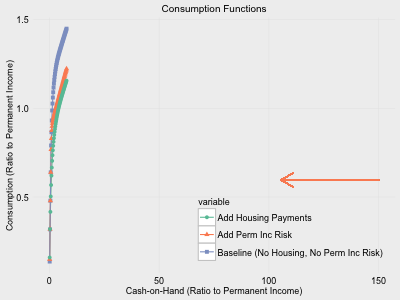 Consumption Functions
Consumption (Ratio to Permanent Income)
1.5
1.0
0.5
variable
Add Housing Payments
Add Perm Inc Risk
Baseline (No Housing, No Perm Inc Risk)
0 50 100 150
Cash-on-Hand (Ratio to Permanent Income)